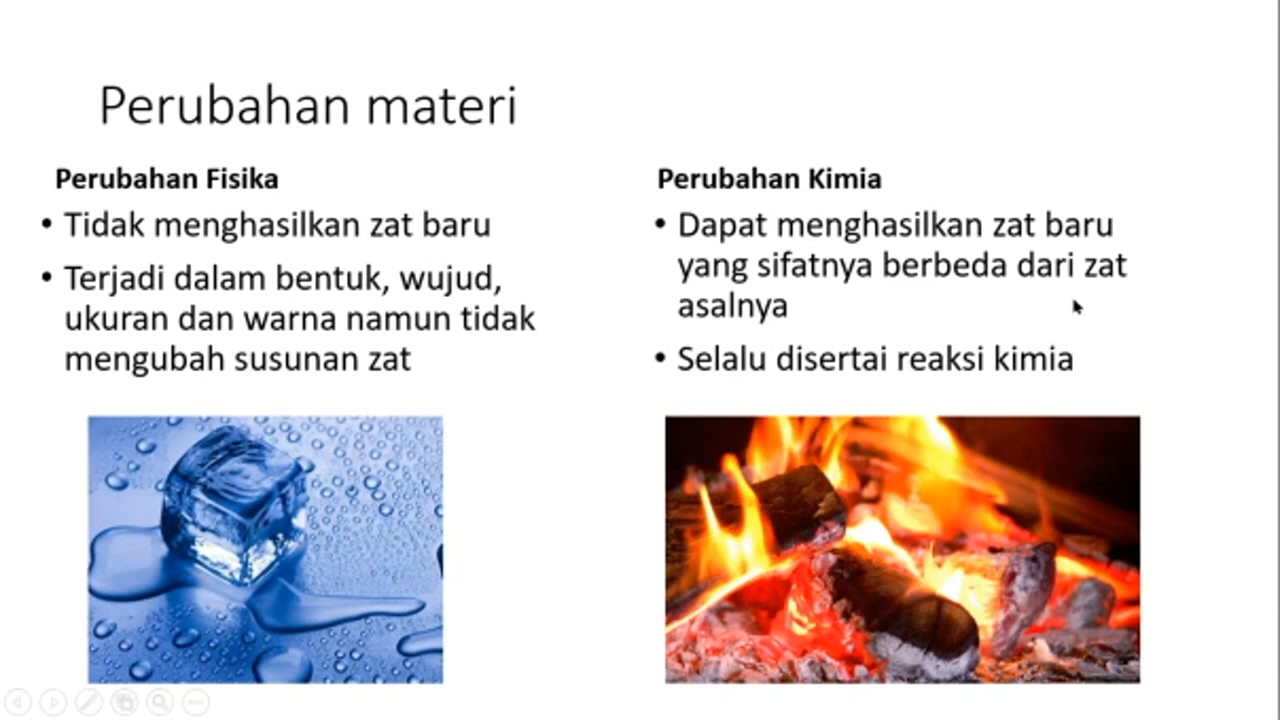 Perubahan materi
Perubahan Fisika
• Tidak menghasilkan zat baru
• Terjadi dalam bentuk, wujud,
ukuran dan warna namun tidak
mengubah susunan zat
Perubahan Kimia
• Dapat menghasilkan zat baru
yang sifatnya berbeda dari zat
asalnya
• Selalu disertai reaksi kimia